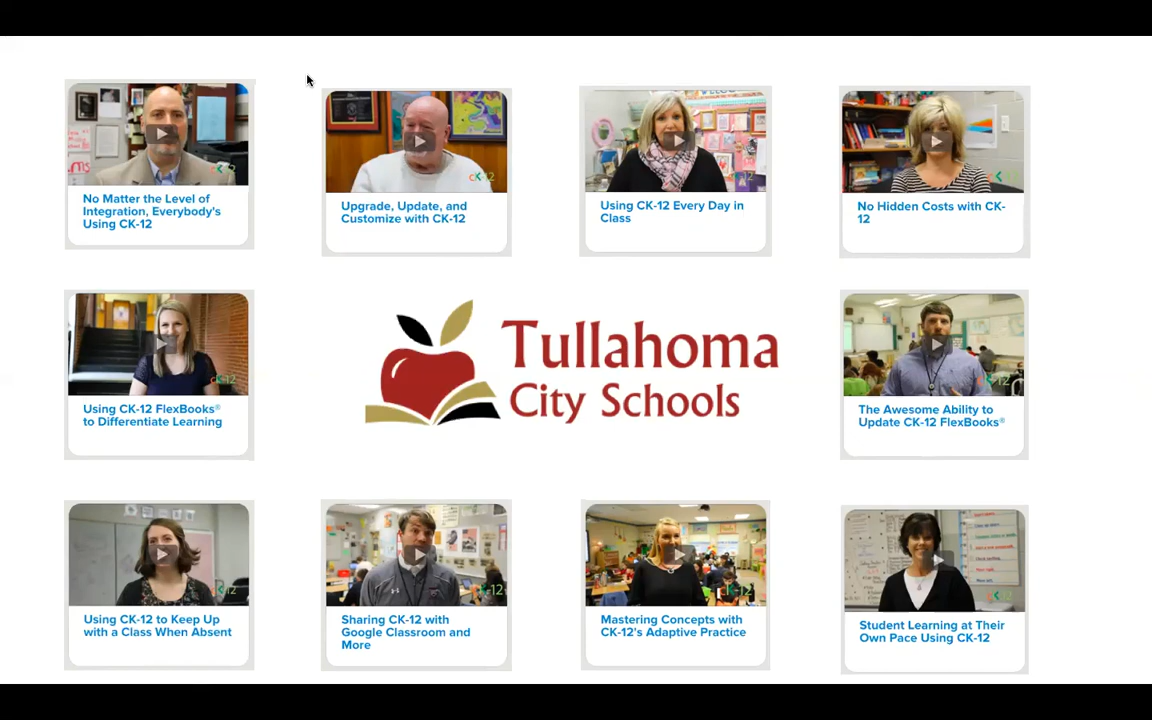 No Matter the Level of
Integration, Everybody's
Using CK-12
Upgrade, Update, and
Customize with CK-12
Using CK-12 Every Day in
Class
No Hidden Costs with CK-
12
Using CK-12 FlexBooks®
to Differentiate Learning
Tullahoma
City Schools
The Awesome Ability to
Update CK-12 FlexBooks®
Using CK-12 to Keep Up
with a Class When Absent
Sharing CK-12 with
Google Classroom and
More
Mastering Concepts with
CK-12's Adaptive Practice
Student Learning at Their
Own Pace Using CK-12